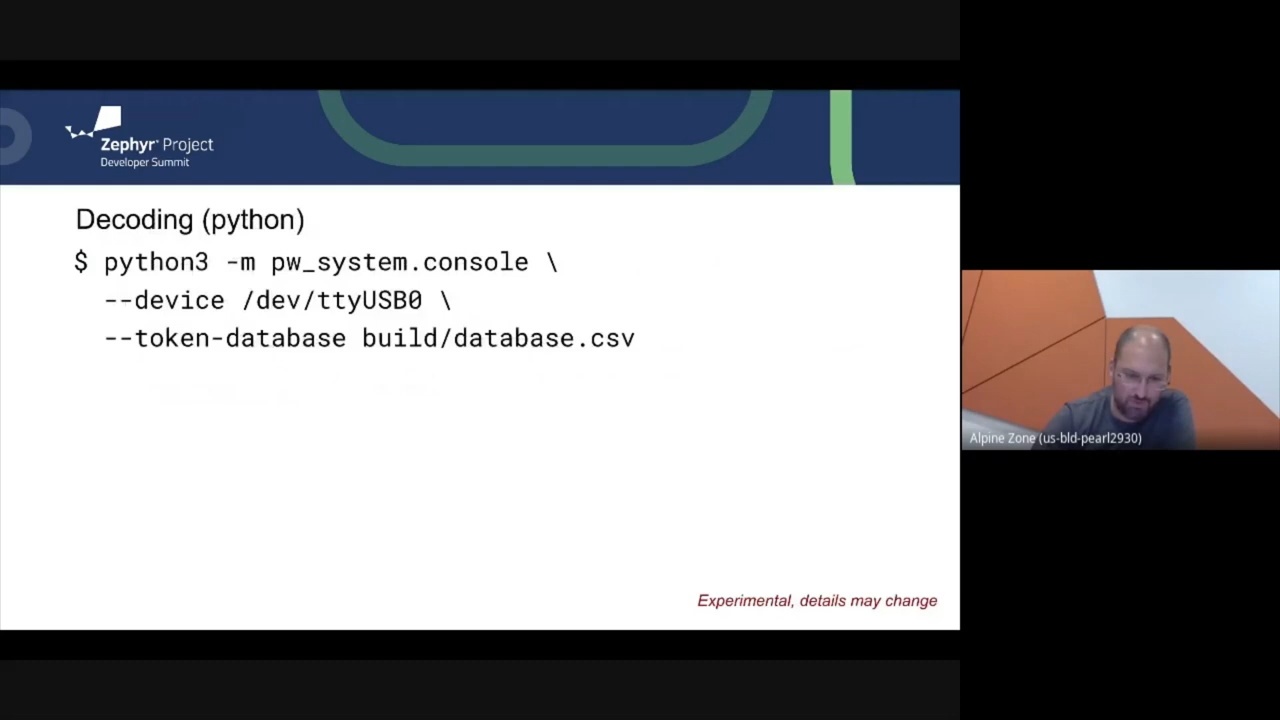 Zephyr® Project
Developer Summit
Decoding (python)
$ python3 -m pw_system.console \
--device /dev/ttyUSB0 \
--token-database build/database.csv
Experimental, details may change
Alpine Zone (us-bld-pearl2930)